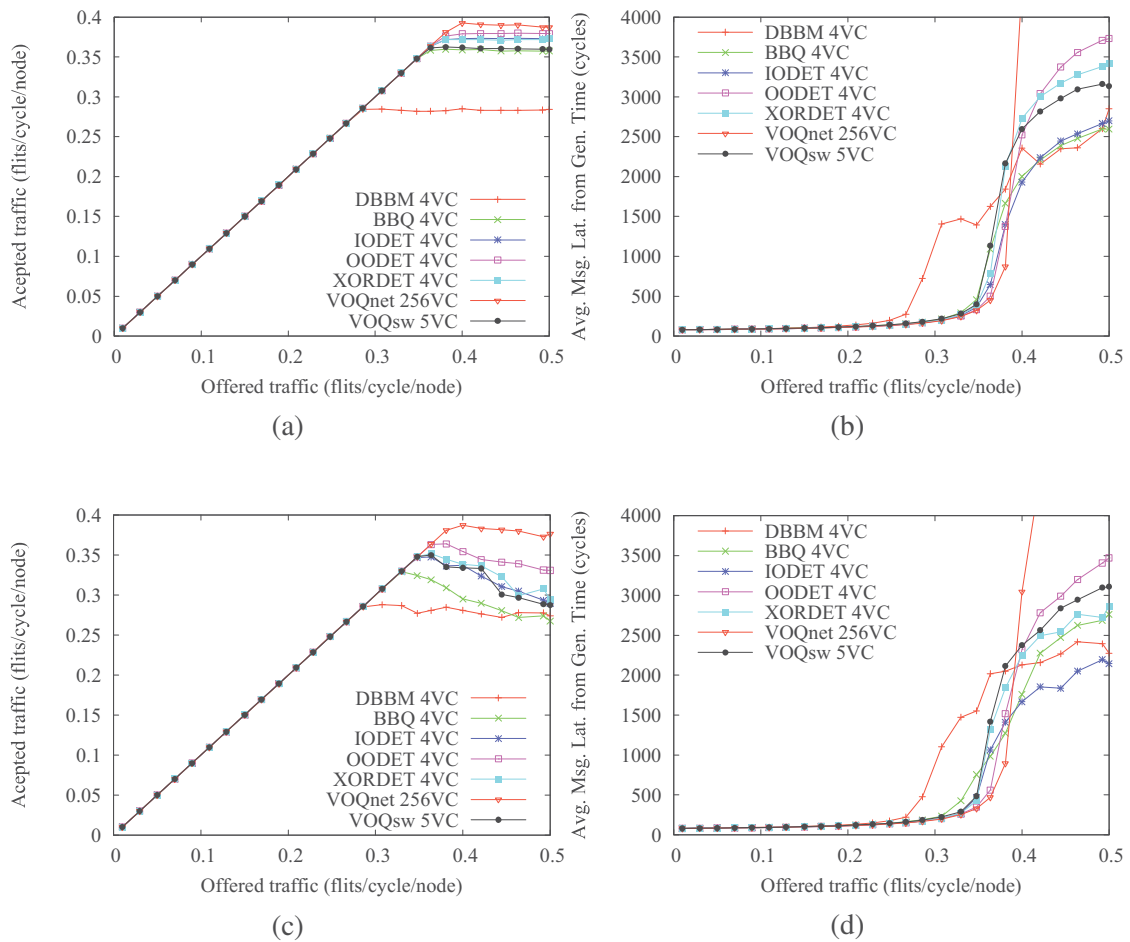 Acepted traffic (flits/cycle/node)
0.4
0.35
0.3
0.25
0.2
0.15
0.1
0.05
0
DBBM 4VC
BBQ 4VC
IODET 4VC
OODET 4VC
XORDET 4VC
VOQnet 256VC
VOQsw 5VC
0 0.1 0.2 0.3 0.4 0.5
Offered traffic (flits/cycle/node)
(a)
Avg. Msg. Lat. from Gen. Time (cycles)
4000
3500
3000
2500
2000
1500
1000
500
0
DBBM 4VC
BBQ 4VC
IODET 4VC
OODET 4VC
XORDET 4VC
VOQnet 256VC
VOQsw 5VC
0 0.1 0.2 0.3 0.4 0.5
Offered traffic (flits/cycle/node)
(b)
Acepted traffic (flits/cycle/node)
0.4
0.35
0.3
0.25
0.2
0.15
0.1
0.05
0
DBBM 4VC
BBQ 4VC
IODET 4VC
OODET 4VC
XORDET 4VC
VOQnet 256VC
VOQsw 5VC
0 0.1 0.2 0.3 0.4 0.5
Offered traffic (flits/cycle/node)
(c)
Avg. Msg. Lat. from Gen. Time (cycles)
4000
3500
3000
2500
2000
1500
1000
500
0
DBBM 4VC
BBQ 4VC
IODET 4VC
OODET 4VC
XORDET 4VC
VOQnet 256VC
VOQsw 5VC
0 0.1 0.2 0.3 0.4 0.5
Offered traffic (flits/cycle/node)
(d)